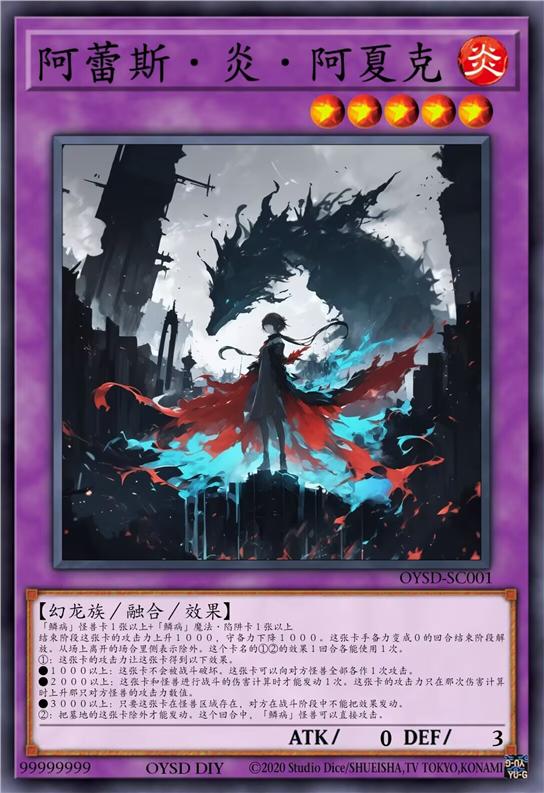 阿蕾斯・炎・阿夏克
炎
OYSD-SC001
【幻龙族／融合／效果】
「鳞病」怪兽卡1张以上+「鳞病」魔法・陷阱卡1张以上
结束阶段这张卡的攻击力上升1000，守备力下降1000。这张卡手备力变成0的回合结束阶段解
放。从场上离开的场合里侧表示除外。这个卡名的①②的效果1回合各能使用1次。
①：这张卡的攻击力让这张卡得到以下效果。
●1000以上：这张卡不会被战斗破坏。这张卡可以向对方怪兽全部各作1次攻击。
●2000以上：这张卡和怪兽进行战斗的伤害计算时才能发动1次。这张卡的攻击力只在那次伤害计算
时上升那只对方怪兽的攻击力数值。
●3000以上：只要这张卡在怪兽区域存在，对方在战斗阶段中不能把效果发动。
②：把墓地的这张卡除外才能发动。这个回合中，「鳞病」怪兽可以直接攻击。
ATK/ 0 DEF/ 3
99999999 OYSD DIY ©2020 Studio Dice/SHUEISHA,TV TOKYO,KONAMI